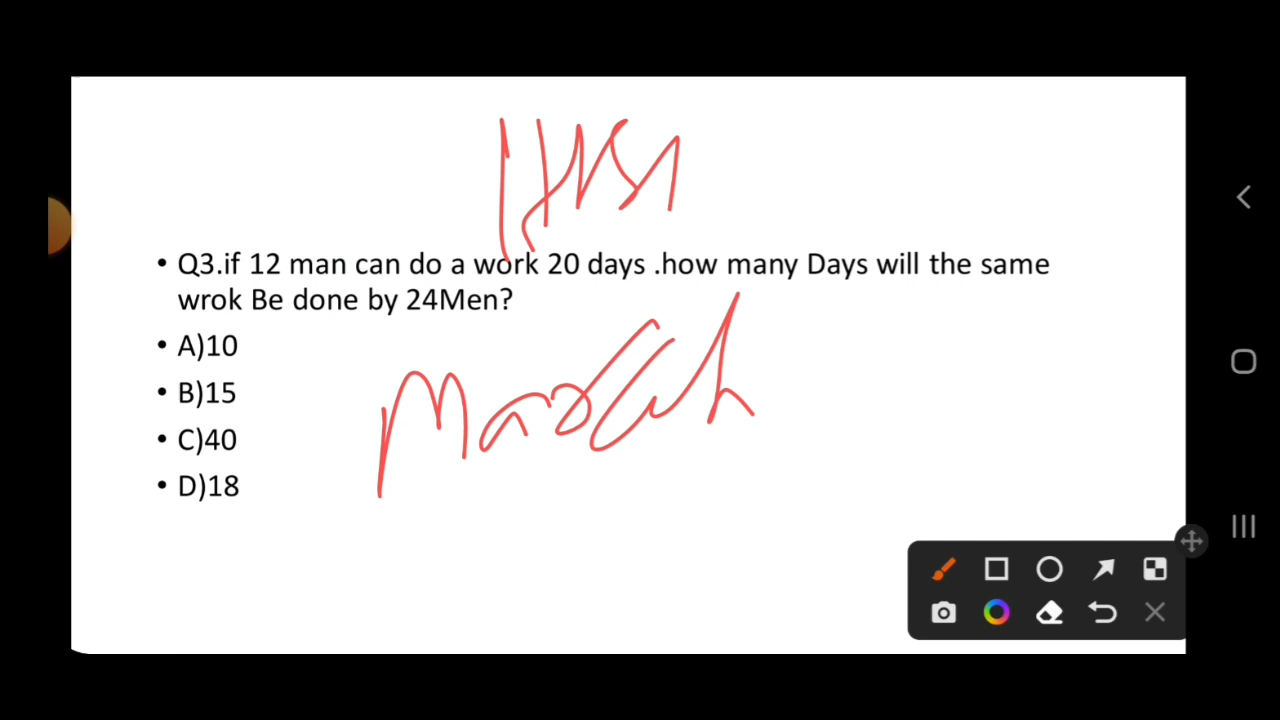 • Q3.if 12 man can do a work 20 days .how many Days will the same
wrok Be done by 24Men?
• A)10
• B)15
• C)40
• D)18